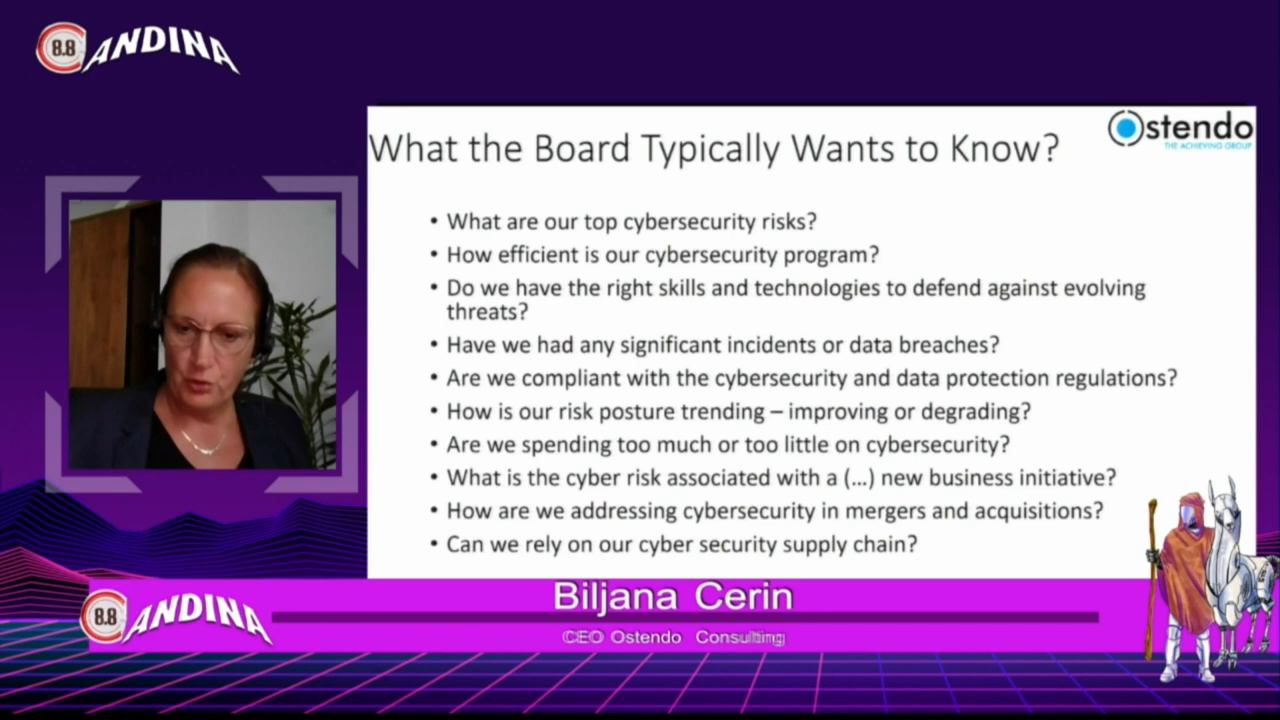 8.8 ANDINA
Ostendo
THE ACHIEVING GROUP
What the Board Typically Wants to Know?
• What are our top cybersecurity risks?
• How efficient is our cybersecurity program?
• Do we have the right skills and technologies to defend against evolving
threats?
• Have we had any significant incidents or data breaches?
• Are we compliant with the cybersecurity and data protection regulations?
• How is our risk posture trending – improving or degrading?
• Are we spending too much or too little on cybersecurity?
• What is the cyber risk associated with a (...) new business initiative?
• How are we addressing cybersecurity in mergers and acquisitions?
• Can we rely on our cyber security supply chain?
8.8 ANDINA
Biljana Cerin
CEO Ostendo Consulting